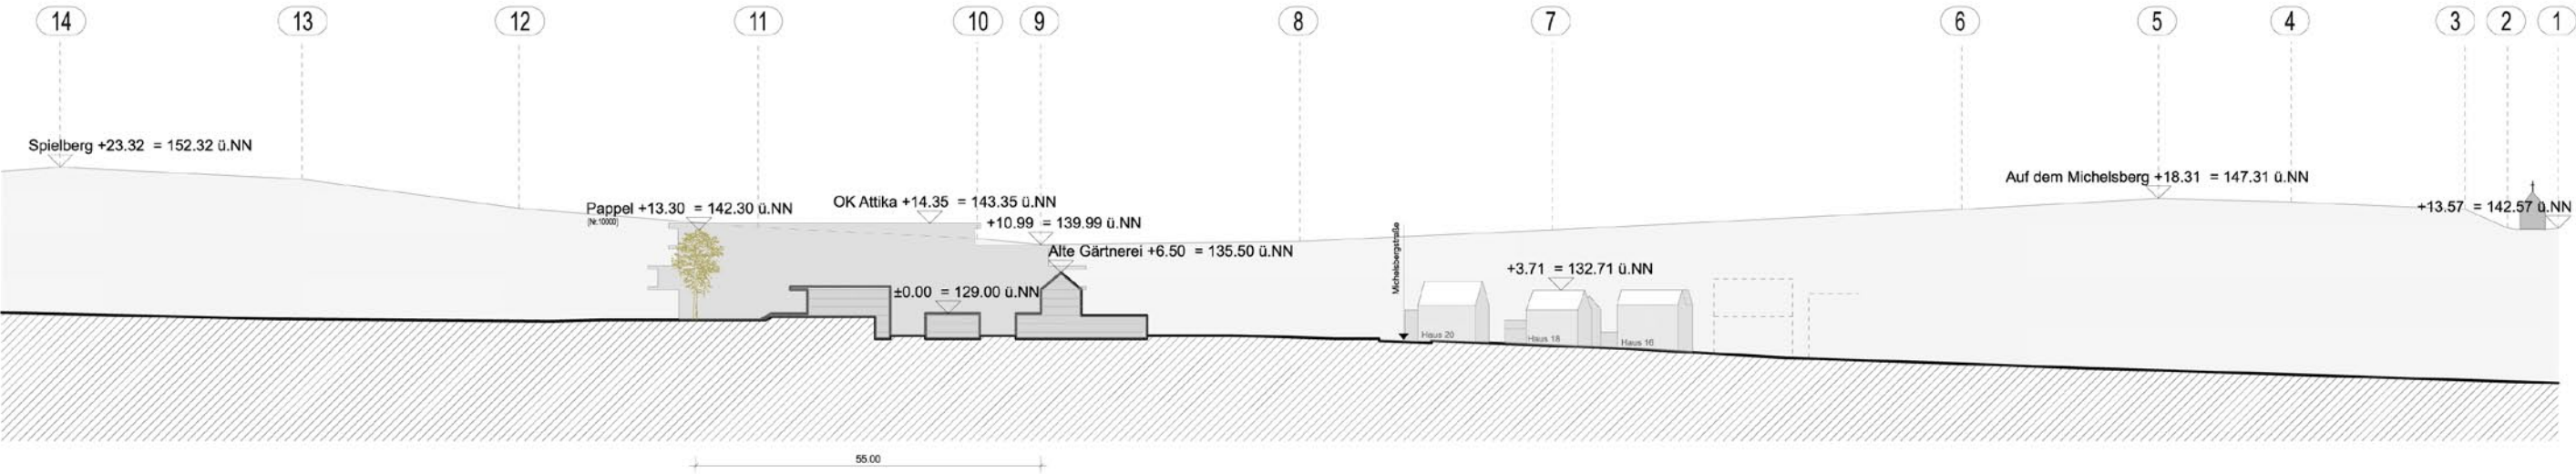 14 13 12 11 10 9 8 7 6 5 4 3 2 1
Spielberg +23.32 = 152.32 ü.NN
Auf dem Michelsberg +18.31 = 147.31 ü.NN
Pappel +13.30 = 142.30 ü.NN
(Nr.10000)
OK Attika +14.35 = 143.35 ü.NN
+13.57 = 142.57 ü.NN
+10.99 = 139.99 ü.NN
Alte Gärtnerei +6.50 = 135.50 ü.NN
Michelsbergstraße
+3.71 = 132.71 ü.NN
±0.00 = 129.00 ü.NN
Haus 20
Haus 18
Haus 16
55.00